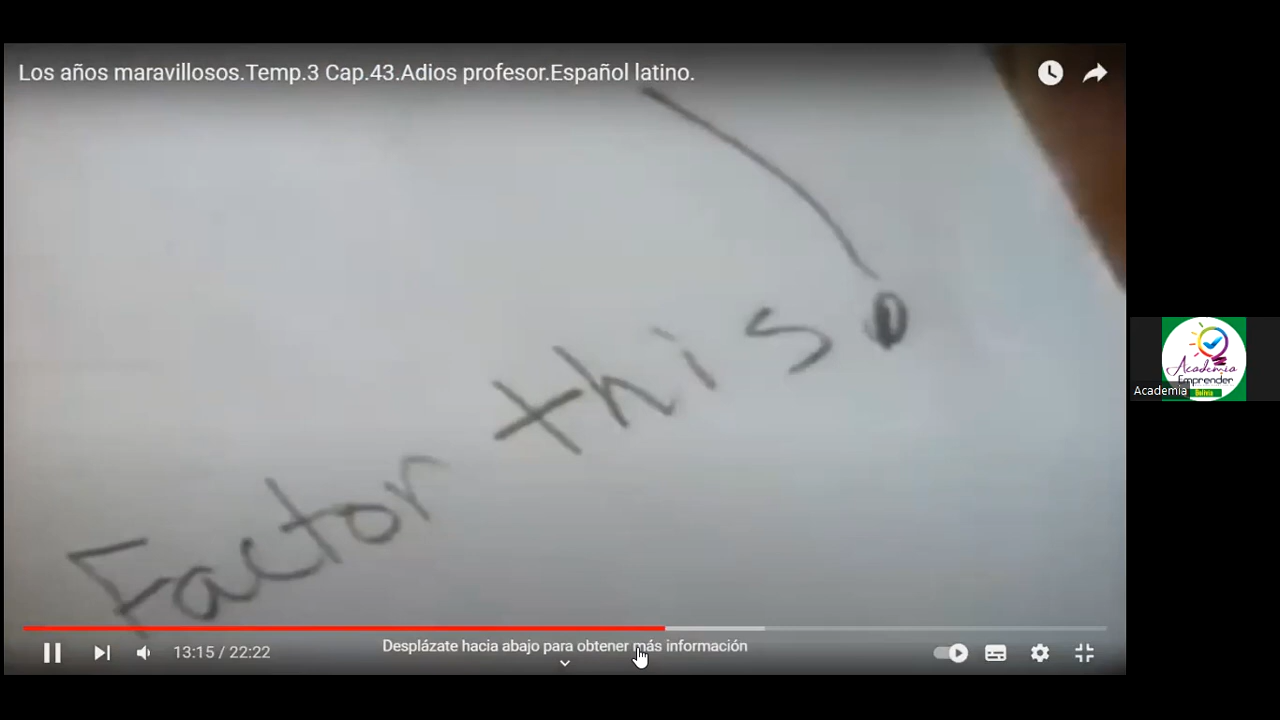 Los años maravillosos.Temp.3 Cap.43.Adios profesor.Español latino.
Factor this.
13:15 / 22:22
Desplázate hacia abajo para obtener más información
Academia
Emprender
Bolivia
Academia